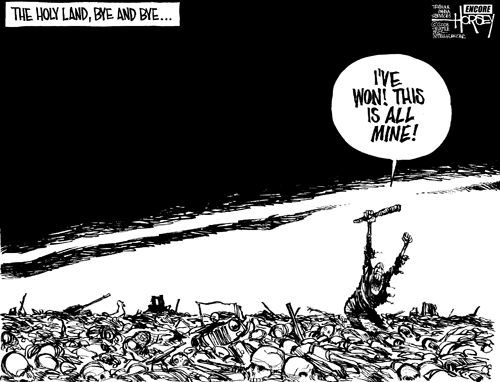 THE HOLY LAND, BYE AND BYE...
ENCORE
HORSEY
I'VE
WON! THIS
IS ALL
MINE!